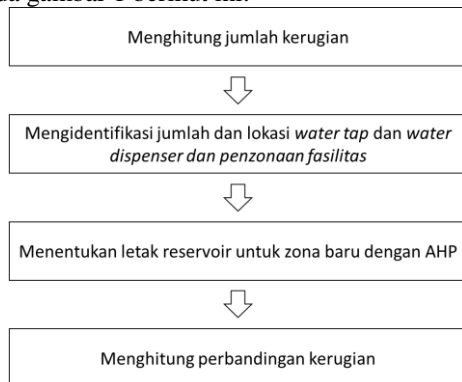 Menghitung jumlah kerugian
Mengidentifikasi jumlah dan lokasi water tap dan water
dispenser dan penzonaan fasilitas
Menentukan letak reservoir untuk zona baru dengan AHP
Menghitung perbandingan kerugian